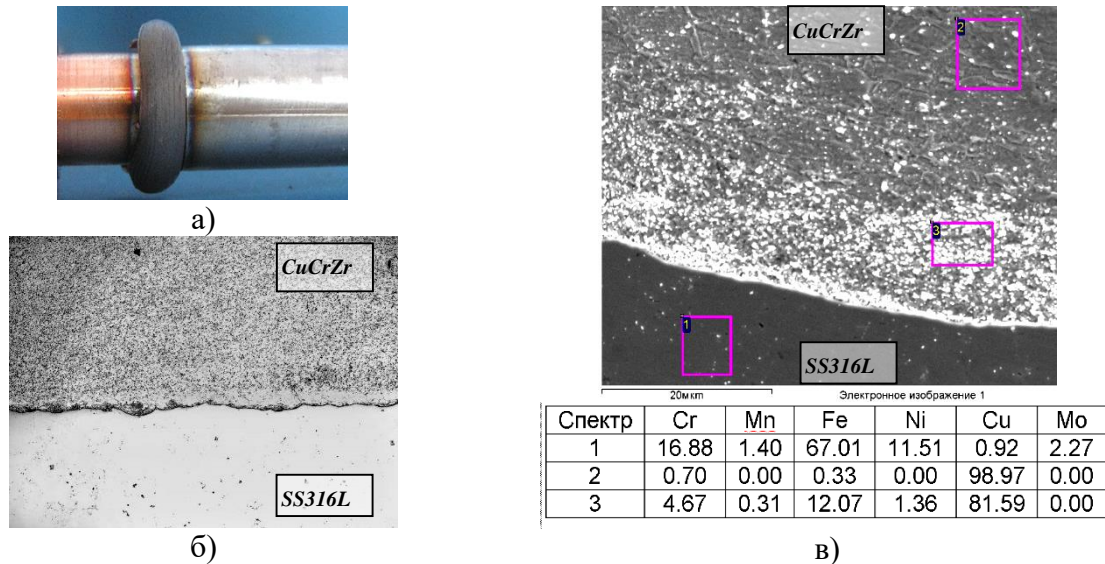 а)
CuCrZr
SS316L
б)
CuCrZr
2
3
1
SS316L
20мкm Электронное изображение 1
Спектр Cr Mn Fe Ni Cu Mo
1 16.88 1.40 67.01 11.51 0.92 2.27
2 0.70 0.00 0.33 0.00 98.97 0.00
3 4.67 0.31 12.07 1.36 81.59 0.00
в)